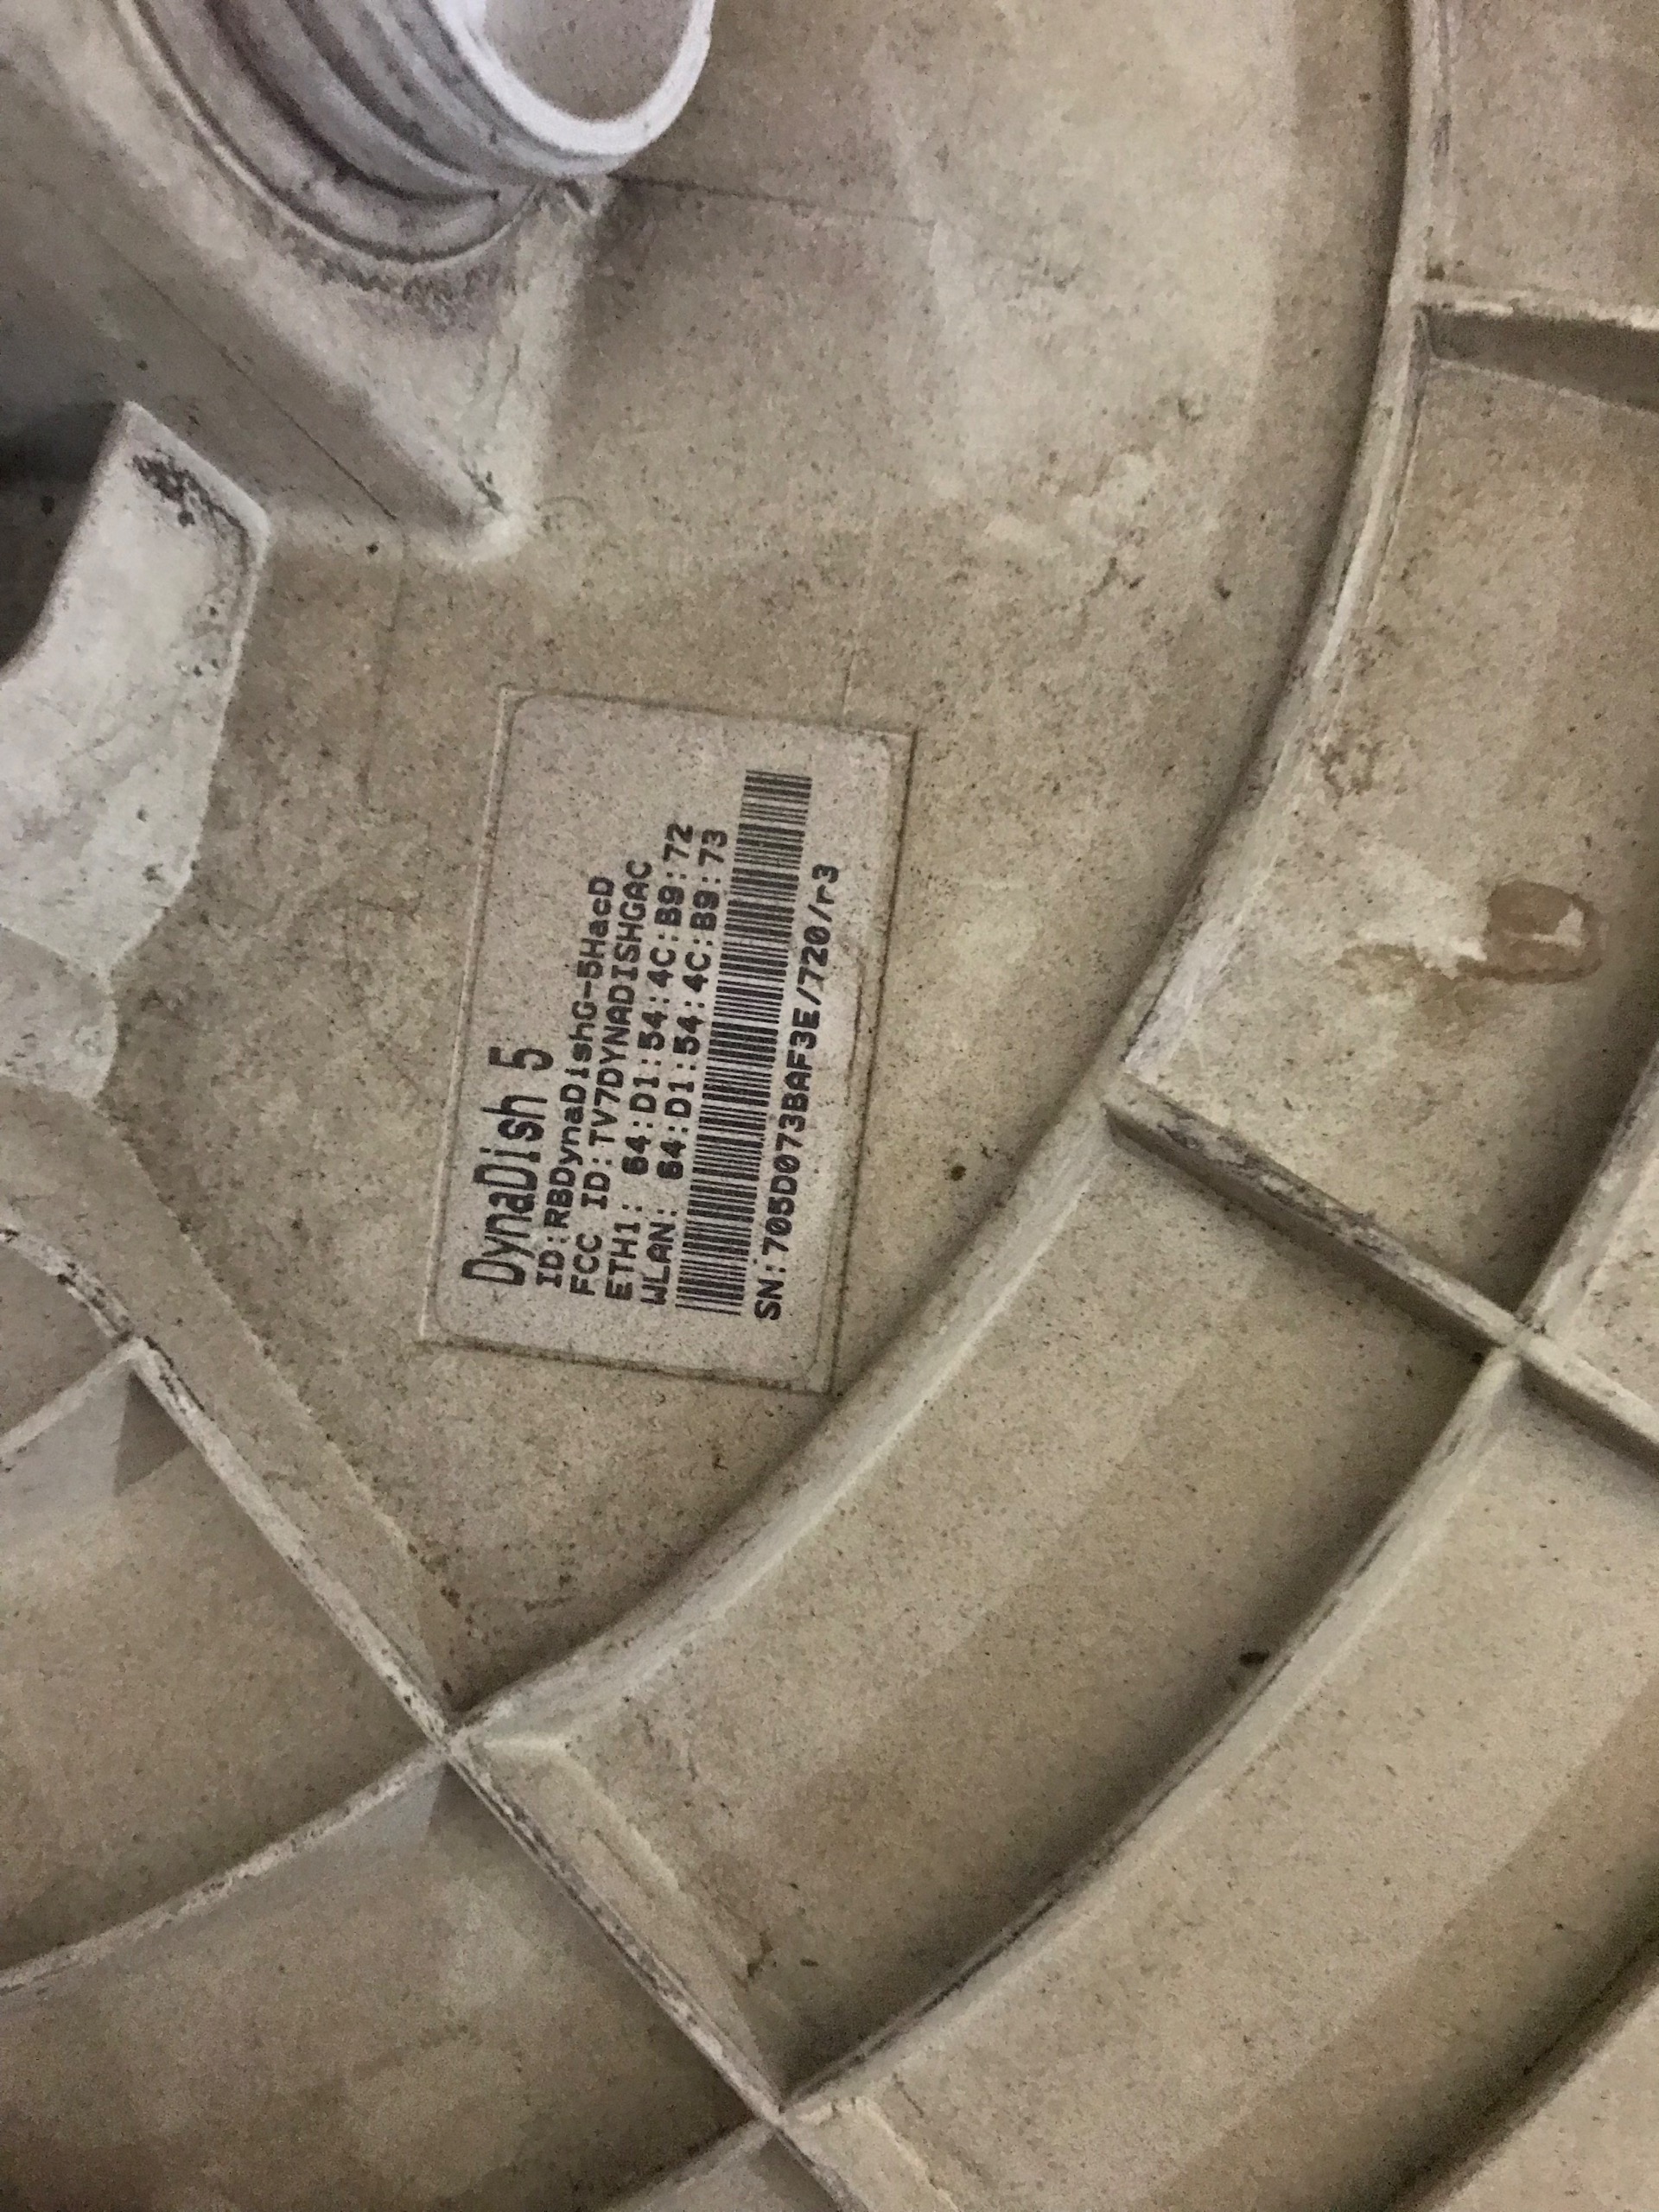 DynaDish 5
ID:RBDynaDishG-5HacD
FCC ID:TV7DYNADISHGAC
ETH1: 64:D1:54:4C:B9:72
WLAN: 64:D1:54:4C:B9:73
SN:705D073BAF3E/720/r3